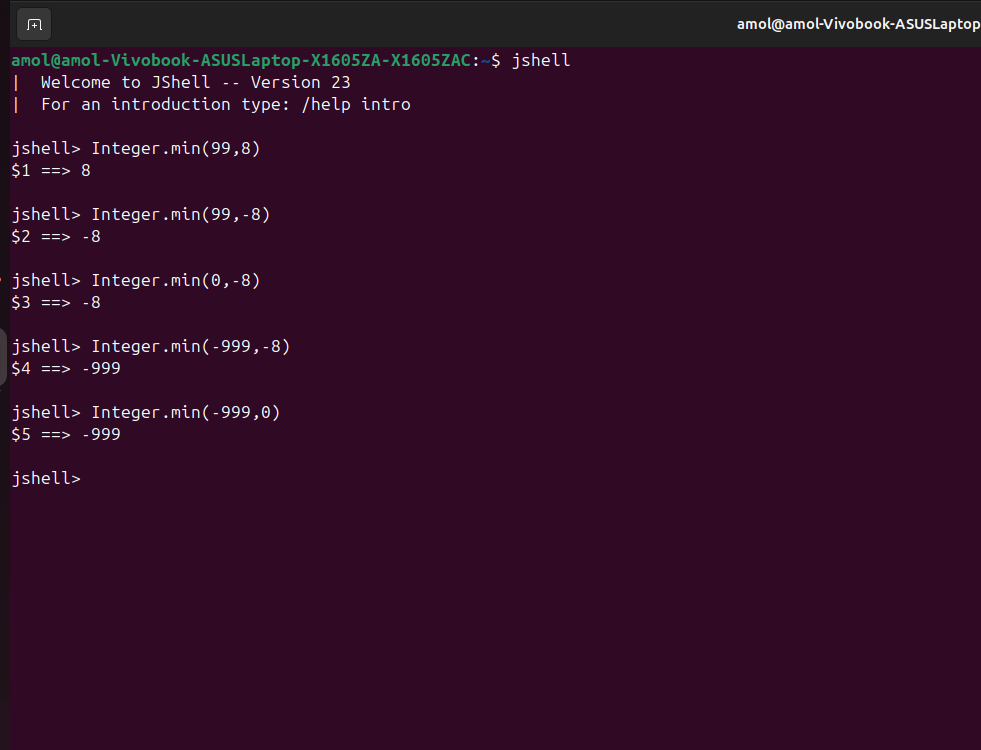 amol@amol-Vivobook-ASUSLaptop
amol@amol-Vivobook-ASUSLaptop-X1605ZA-X1605ZAC:~$ jshell
|  Welcome to JShell -- Version 23
|  For an introduction type: /help intro
jshell> Integer.min(99,8)
$1 ==> 8
jshell> Integer.min(99,-8)
$2 ==> -8
jshell> Integer.min(0,-8)
$3 ==> -8
jshell> Integer.min(-999,-8)
$4 ==> -999
jshell> Integer.min(-999,0)
$5 ==> -999
jshell>